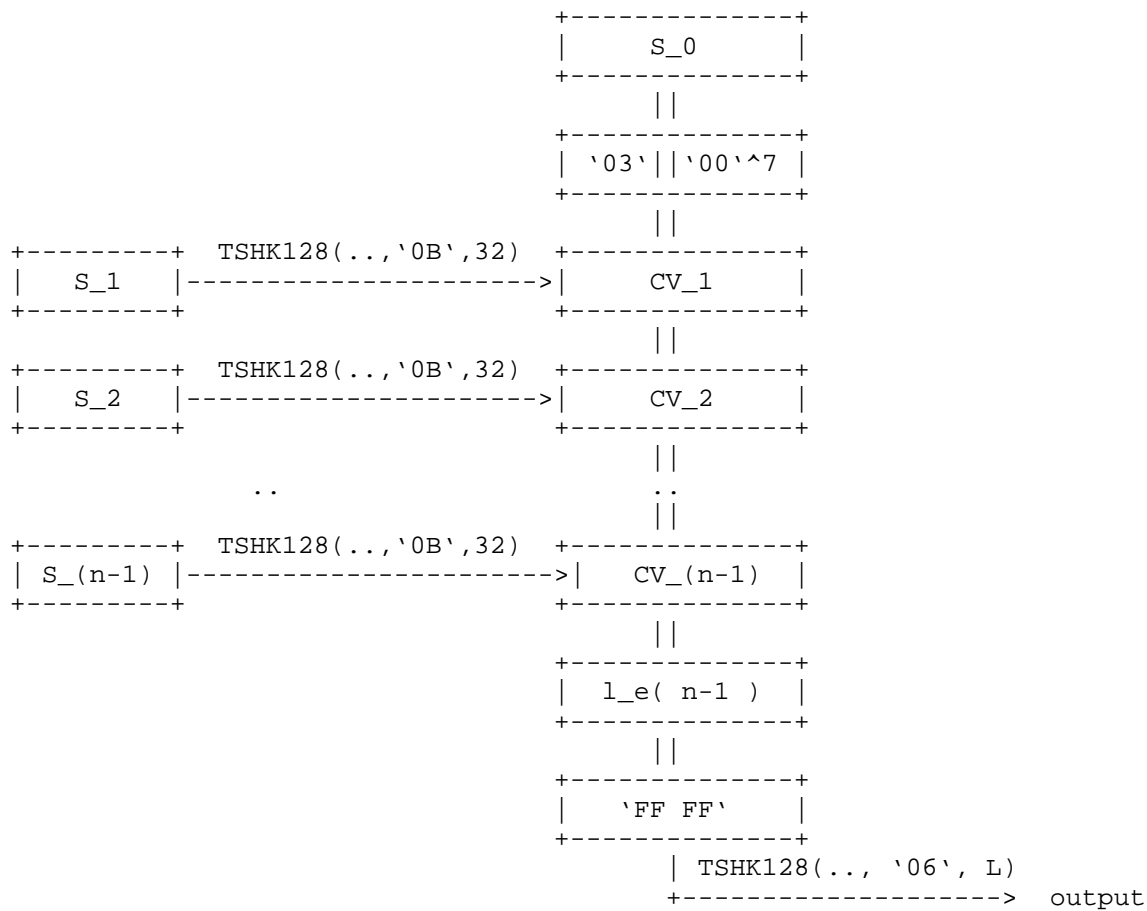 +--------------+
                                      |     S_0      |
                                      +--------------+
                                            ||
                                      +--------------+
                                      | `03`||`00`^7 |
                                      +--------------+
                                            ||
+---------+  TSHK128(..,`0B`,32)  +--------------+
|   S_1   |---------------------->|     CV_1     |
+---------+                       +--------------+
                                            ||
+---------+  TSHK128(..,`0B`,32)  +--------------+
|   S_2   |---------------------->|     CV_2     |
+---------+                       +--------------+
                                            ||
               ..                           ..
                                            ||
+---------+  TSHK128(..,`0B`,32)  +--------------+
| S_(n-1) |----------------------->|   CV_(n-1)  |
+---------+                       +--------------+
                                            ||
                                      +--------------+
                                      |  l_e( n-1 )  |
                                      +--------------+
                                            ||
                                      +--------------+
                                      |   `FF FF`    |
                                      +--------------+
                                             | TSHK128(.., `06`, L)
                                             +-------------------->  output